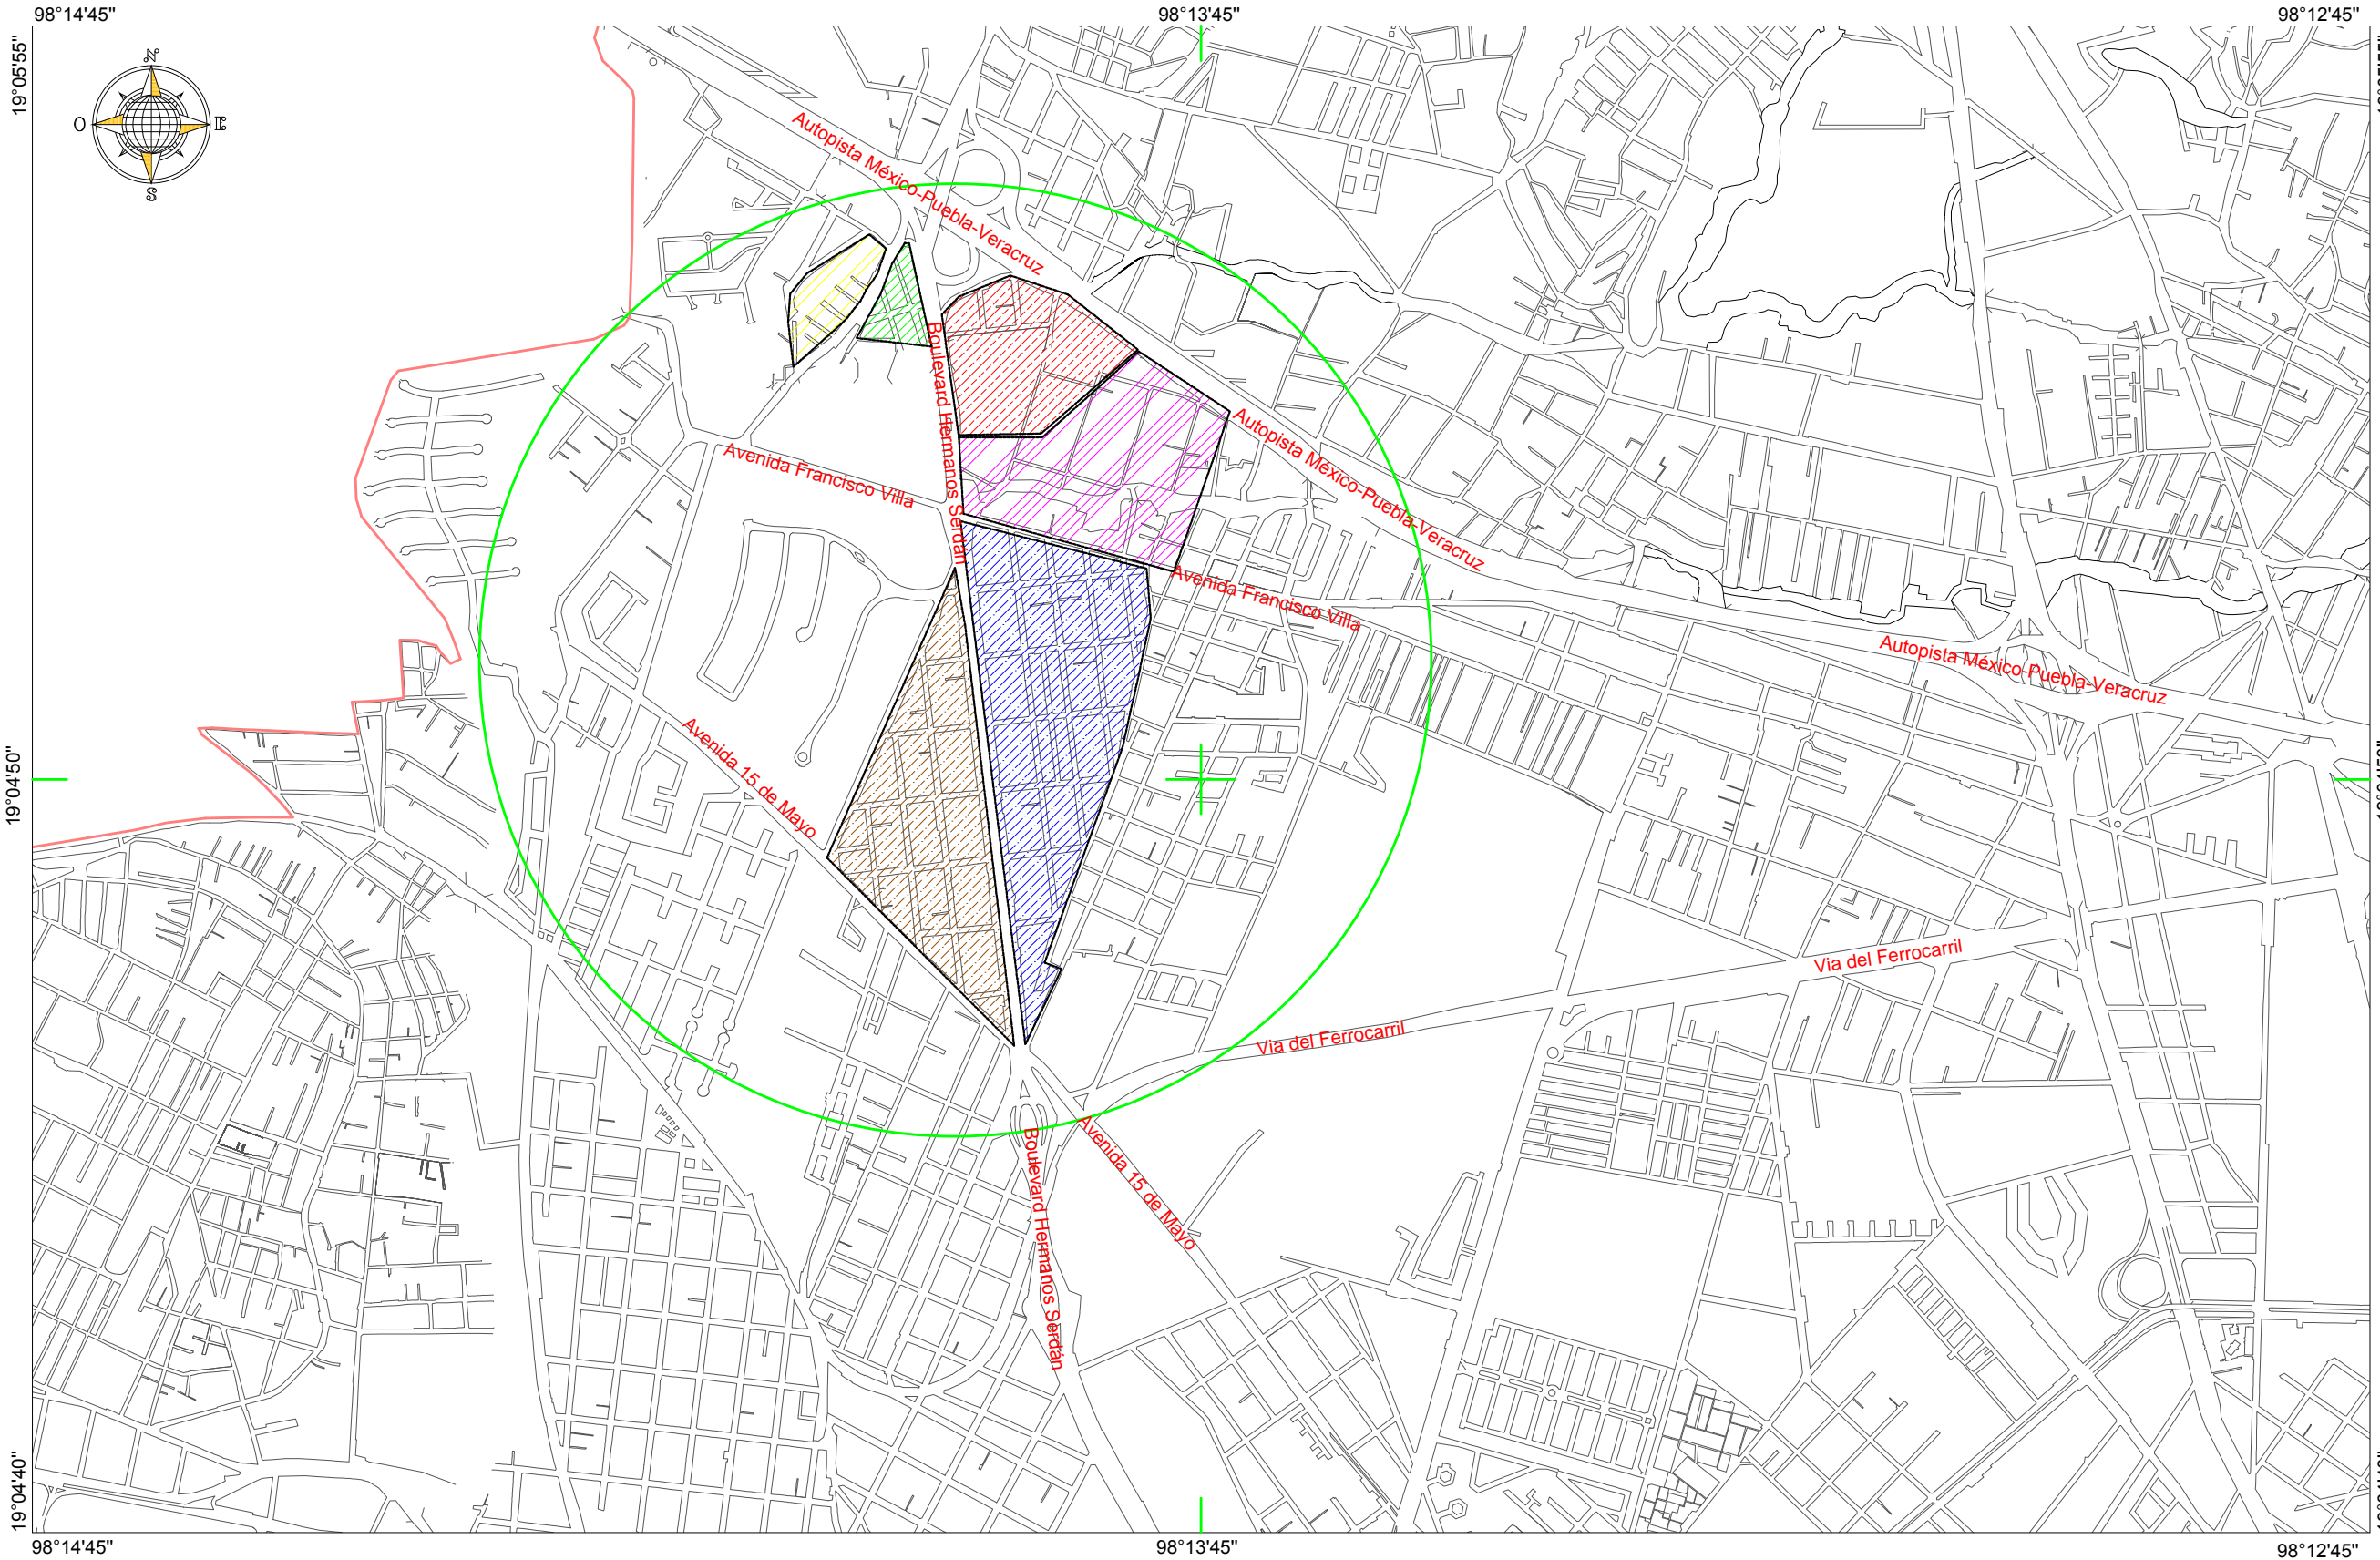 98°14'45"
98°13'45"
98°12'45"
19°05'55"
N
O
E
S
Autopista México-Puebla-Veracruz
Boulevard Hermanos Serdán
Autopista México-Puebla-Veracruz
Avenida Francisco Villa
Avenida Francisco Villa
Autopista México-Puebla-Veracruz
Avenida 15 de Mayo
19°04'50"
Via del Ferrocarril
Via del Ferrocarril
Avenida 15 de Mayo
Boulevard Hermanos Serdán
19°04'40"
98°14'45"
98°13'45"
98°12'45"